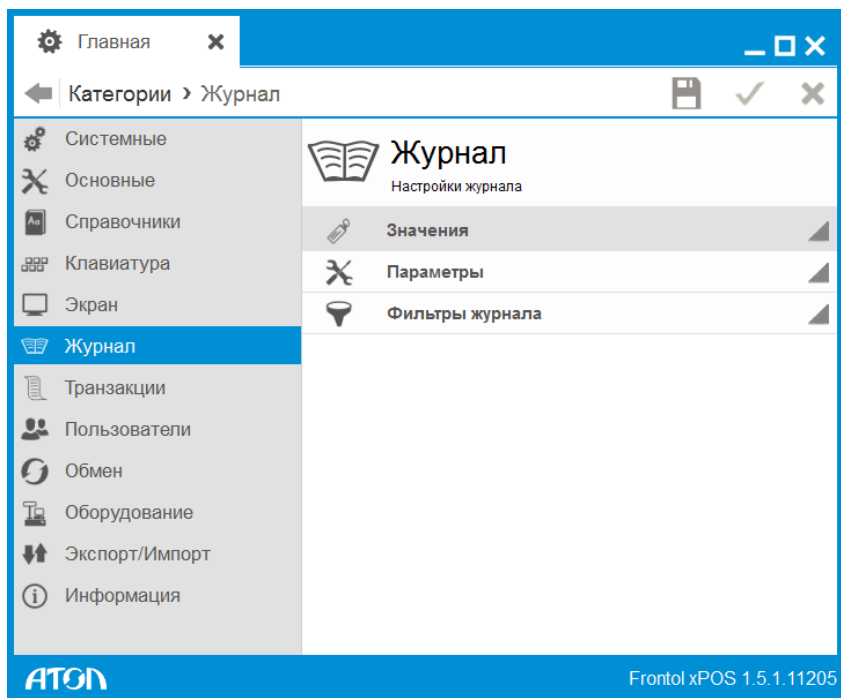 Главная
Категории › Журнал
Системные
Основные
Справочники
Клавиатура
Экран
Журнал
Транзакции
Пользователи
Обмен
Оборудование
Экспорт/Импорт
Информация
Журнал
Настройки журнала
Значения
Параметры
Фильтры журнала
АТОЛ
Frontol xPOS 1.5.1.11205